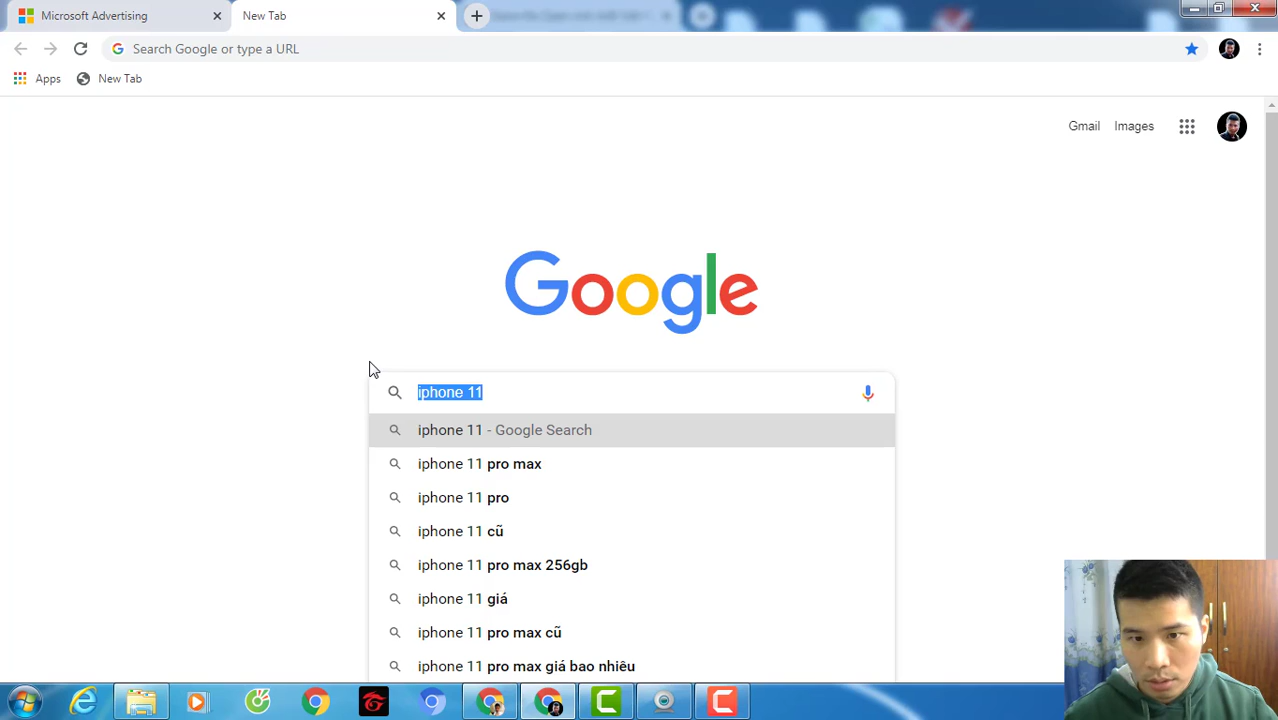 Microsoft Advertising
New Tab
Search Google or type a URL
Apps
New Tab
Gmail
Images
Google
iphone 11
iphone 11 - Google Search
iphone 11 pro max
iphone 11 pro
iphone 11 cũ
iphone 11 pro max 256gb
iphone 11 giá
iphone 11 pro max cũ
iphone 11 pro max giá bao nhiêu